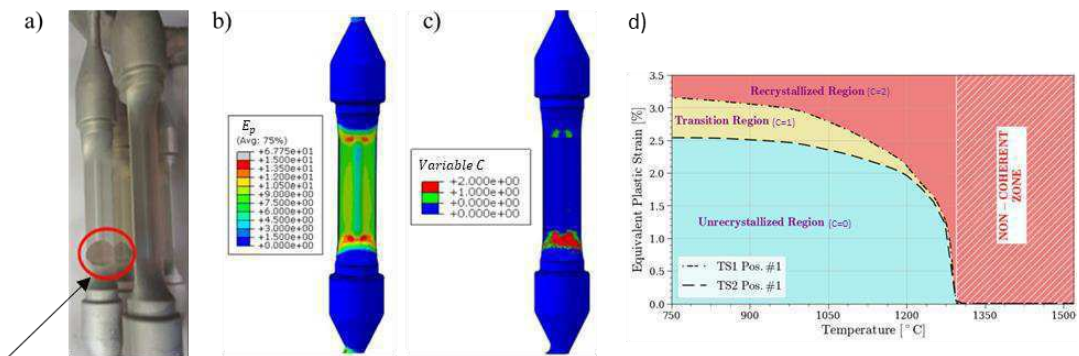 a)
b)
c)
d)
E_p
(Avg: 75%)
+6.775e+01
+1.500e+01
+1.350e+01
+1.200e+01
+1.050e+01
+9.000e+00
+7.500e+00
+6.000e+00
+4.500e+00
+3.000e+00
+1.500e+00
+0.000e+00
Variable C
+2.000e+00
+1.000e+00
+0.000e+00
Equivalent Plastic Strain [%]
3.5
3.0
2.5
2.0
1.5
1.0
0.5
0.0
Recrystallized Region (C=2)
Transition Region (C=1)
Unrecrystallized Region (C=0)
NON − COHERENT
ZONE
TS1 Pos. #1
TS2 Pos. #1
750
900
1050
1200
1350
1500
Temperature [°C]